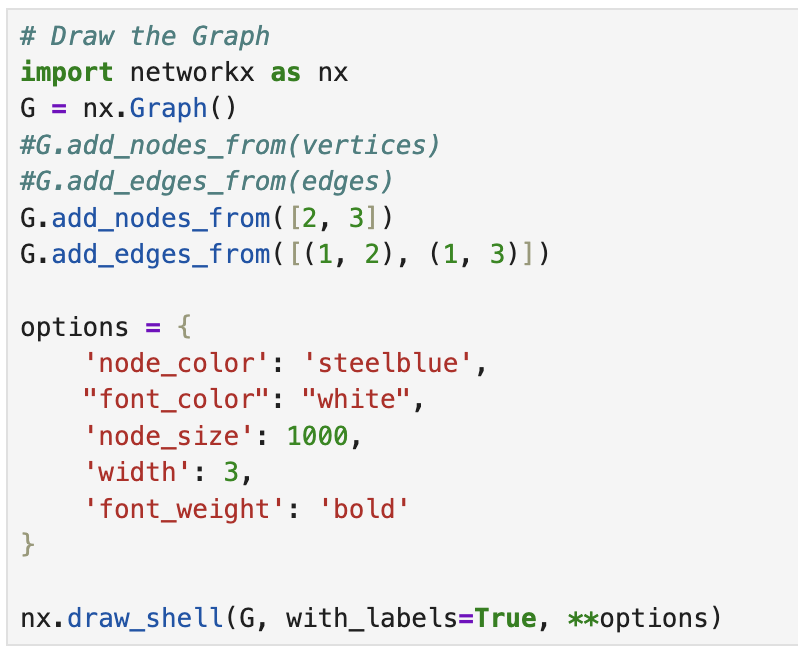 # Draw the Graph
import networkx as nx
G = nx.Graph()
#G.add_nodes_from(vertices)
#G.add_edges_from(edges)
G.add_nodes_from([2, 3])
G.add_edges_from([(1, 2), (1, 3)])

options = {
    'node_color': 'steelblue',
    "font_color": "white",
    'node_size': 1000,
    'width': 3,
    'font_weight': 'bold'
}

nx.draw_shell(G, with_labels=True, **options)